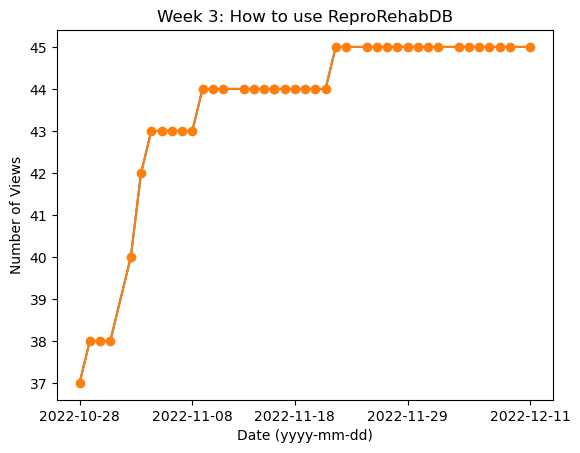 Week 3: How to use ReproRehabDB
45
44
43
42
41
40
39
38
37
Number of Views
2022-10-28 2022-11-08 2022-11-18 2022-11-29 2022-12-11
Date (yyyy-mm-dd)